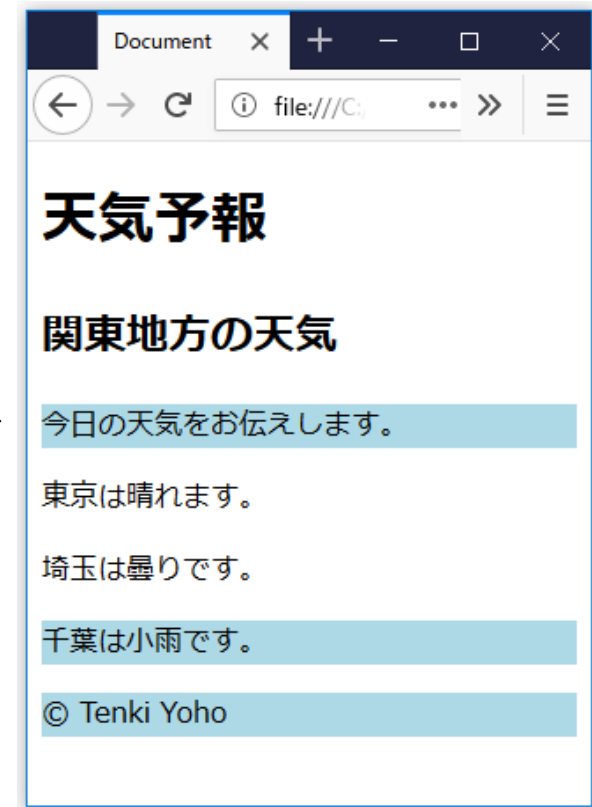 Document
file:///C:/
天気予報
関東地方の天気
今日の天気をお伝えします。
東京は晴れます。
埼玉は曇りです。
千葉は小雨です。
© Tenki Yoho